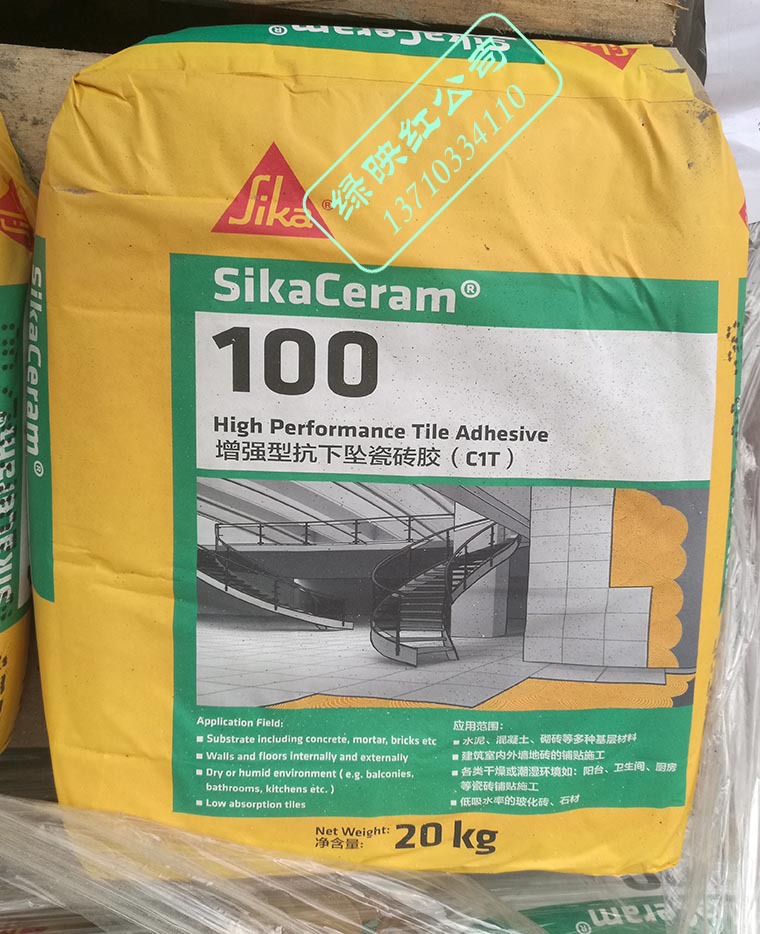 SikaCeram®
绿映红公司
13710334110
Sika®
SikaCeram®
100
High Performance Tile Adhesive
增强型抗下坠瓷砖胶（C1T）
SikaCeram®
Application Field:
■ Substrate including concrete, mortar, bricks etc
■ Walls and floors internally and externally
■ Dry or humid environment ( e.g. balconies,
bathrooms, kitchens etc. )
■ Low absorption tiles
应用范围:
■ 水泥、混凝土、砌砖等多种基层材料
■ 建筑室内外墙地砖的铺贴施工
■ 各类干燥或潮湿环境如: 阳台、卫生间、厨房
等瓷砖铺贴施工
■ 低吸水率的玻化砖、石材
Net Weight:
净含量:
20 kg